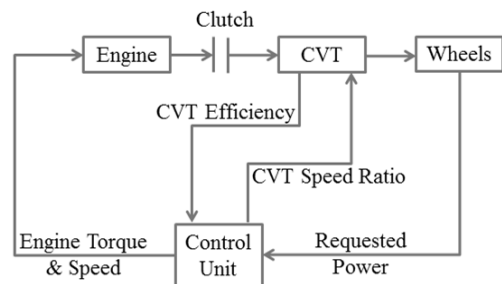 Clutch
Engine
CVT
Wheels
CVT Efficiency
CVT Speed Ratio
Engine Torque
& Speed
Control
Unit
Requested
Power